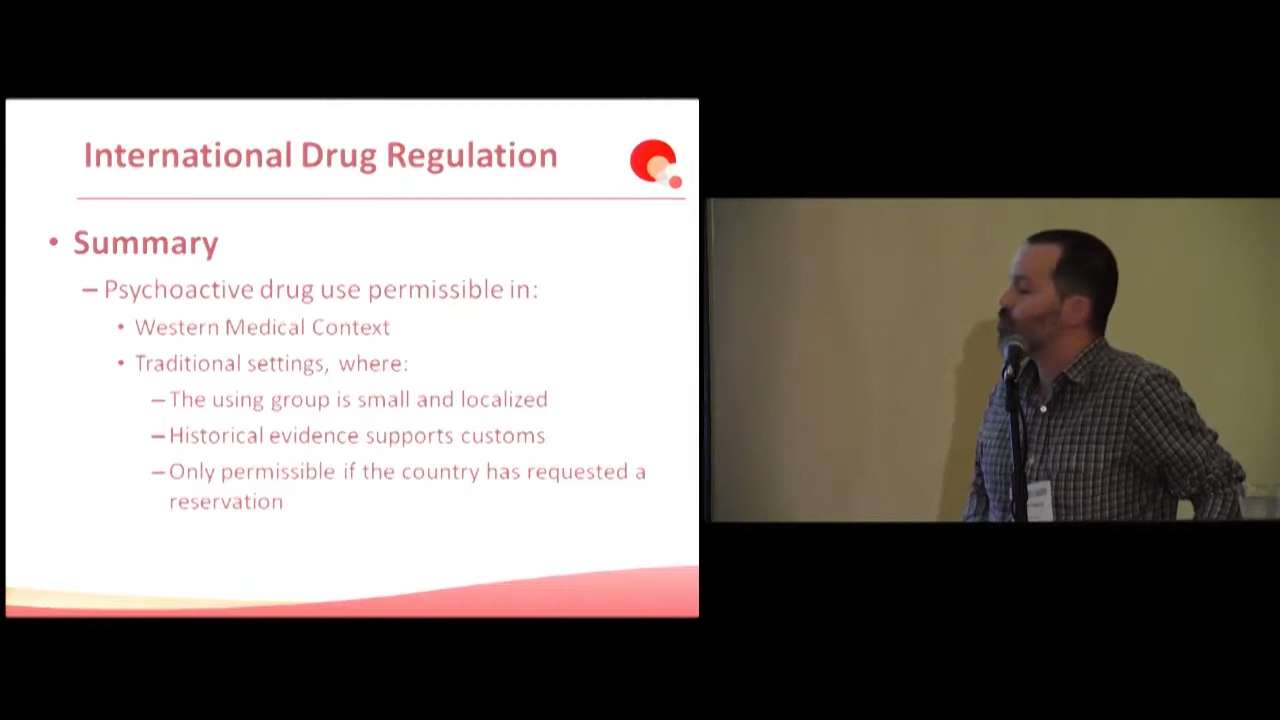 International Drug Regulation
• Summary
– Psychoactive drug use permissible in:
• Western Medical Context
• Traditional settings, where:
– The using group is small and localized
– Historical evidence supports customs
– Only permissible if the country has requested a
reservation